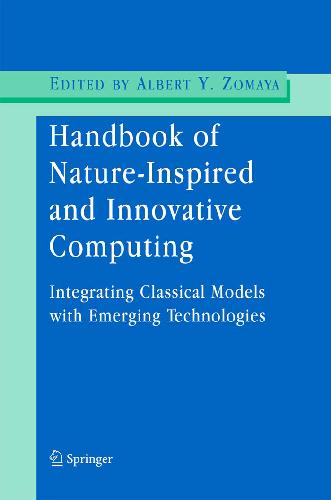 EDITED BY ALBERT Y. ZOMAYA
Handbook of
Nature-Inspired
and Innovative
Computing
Integrating Classical Models
with Emerging Technologies
Springer